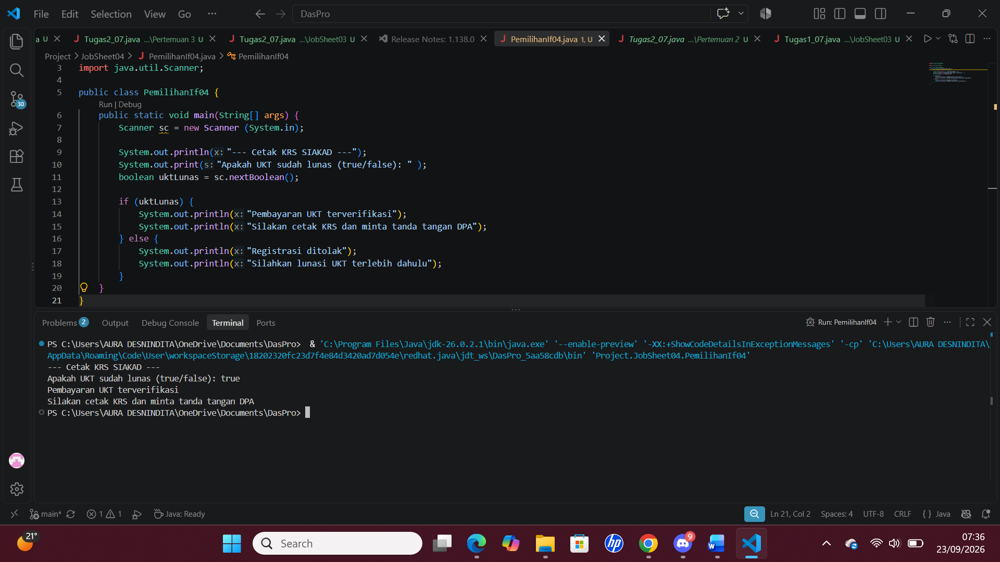 File Edit Selection View Go ··· DasPro
a U Tugas2_07.java ...\Pertemuan 3 U Tugas2_07.java ...\JobSheet03 U Release Notes: 1.138.0 PemilihanIf04.java 1, U Tugas2_07.java ...\Pertemuan 2 U Tugas1_07.java ...\JobSheet03 U
Project > JobSheet04 > PemilihanIf04.java > PemilihanIf04
3 import java.util.Scanner;
4
5 public class PemilihanIf04 {
Run | Debug
6 public static void main(String[] args) {
7 Scanner sc = new Scanner (System.in);
8
9 System.out.println(x: "--- Cetak KRS SIAKAD ---");
10 System.out.print(s: "Apakah UKT sudah lunas (true/false): " );
11 boolean uktLunas = sc.nextBoolean();
12
13 if (uktLunas) {
14 System.out.println(x: "Pembayaran UKT terverifikasi");
15 System.out.println(x: "Silakan cetak KRS dan minta tanda tangan DPA");
16 } else {
17 System.out.println(x: "Registrasi ditolak");
18 System.out.println(x: "Silahkan lunasi UKT terlebih dahulu");
19 }
20 }
21 }
30
Problems 2 Output Debug Console Terminal Ports Run: PemilihanIf04
PS C:\Users\AURA DESNINDITA\OneDrive\Documents\DasPro> & 'C:\Program Files\Java\jdk-26.0.2.1\bin\java.exe' '--enable-preview' '-XX:+ShowCodeDetailsInExceptionMessages' '-cp' 'C:\Users\AURA DESNINDITA\
AppData\Roaming\Code\User\workspaceStorage\18202320fc23d7f4e84d3420ad7d054e\redhat.java\jdt_ws\DasPro_5aa58cdb\bin' 'Project.JobSheet04.PemilihanIf04'
--- Cetak KRS SIAKAD ---
Apakah UKT sudah lunas (true/false): true
Pembayaran UKT terverifikasi
Silakan cetak KRS dan minta tanda tangan DPA
PS C:\Users\AURA DESNINDITA\OneDrive\Documents\DasPro>
main* 1 1 Java: Ready Ln 21, Col 2 Spaces: 4 UTF-8 CRLF { } Java
21° Search 9 07:36
23/09/2026